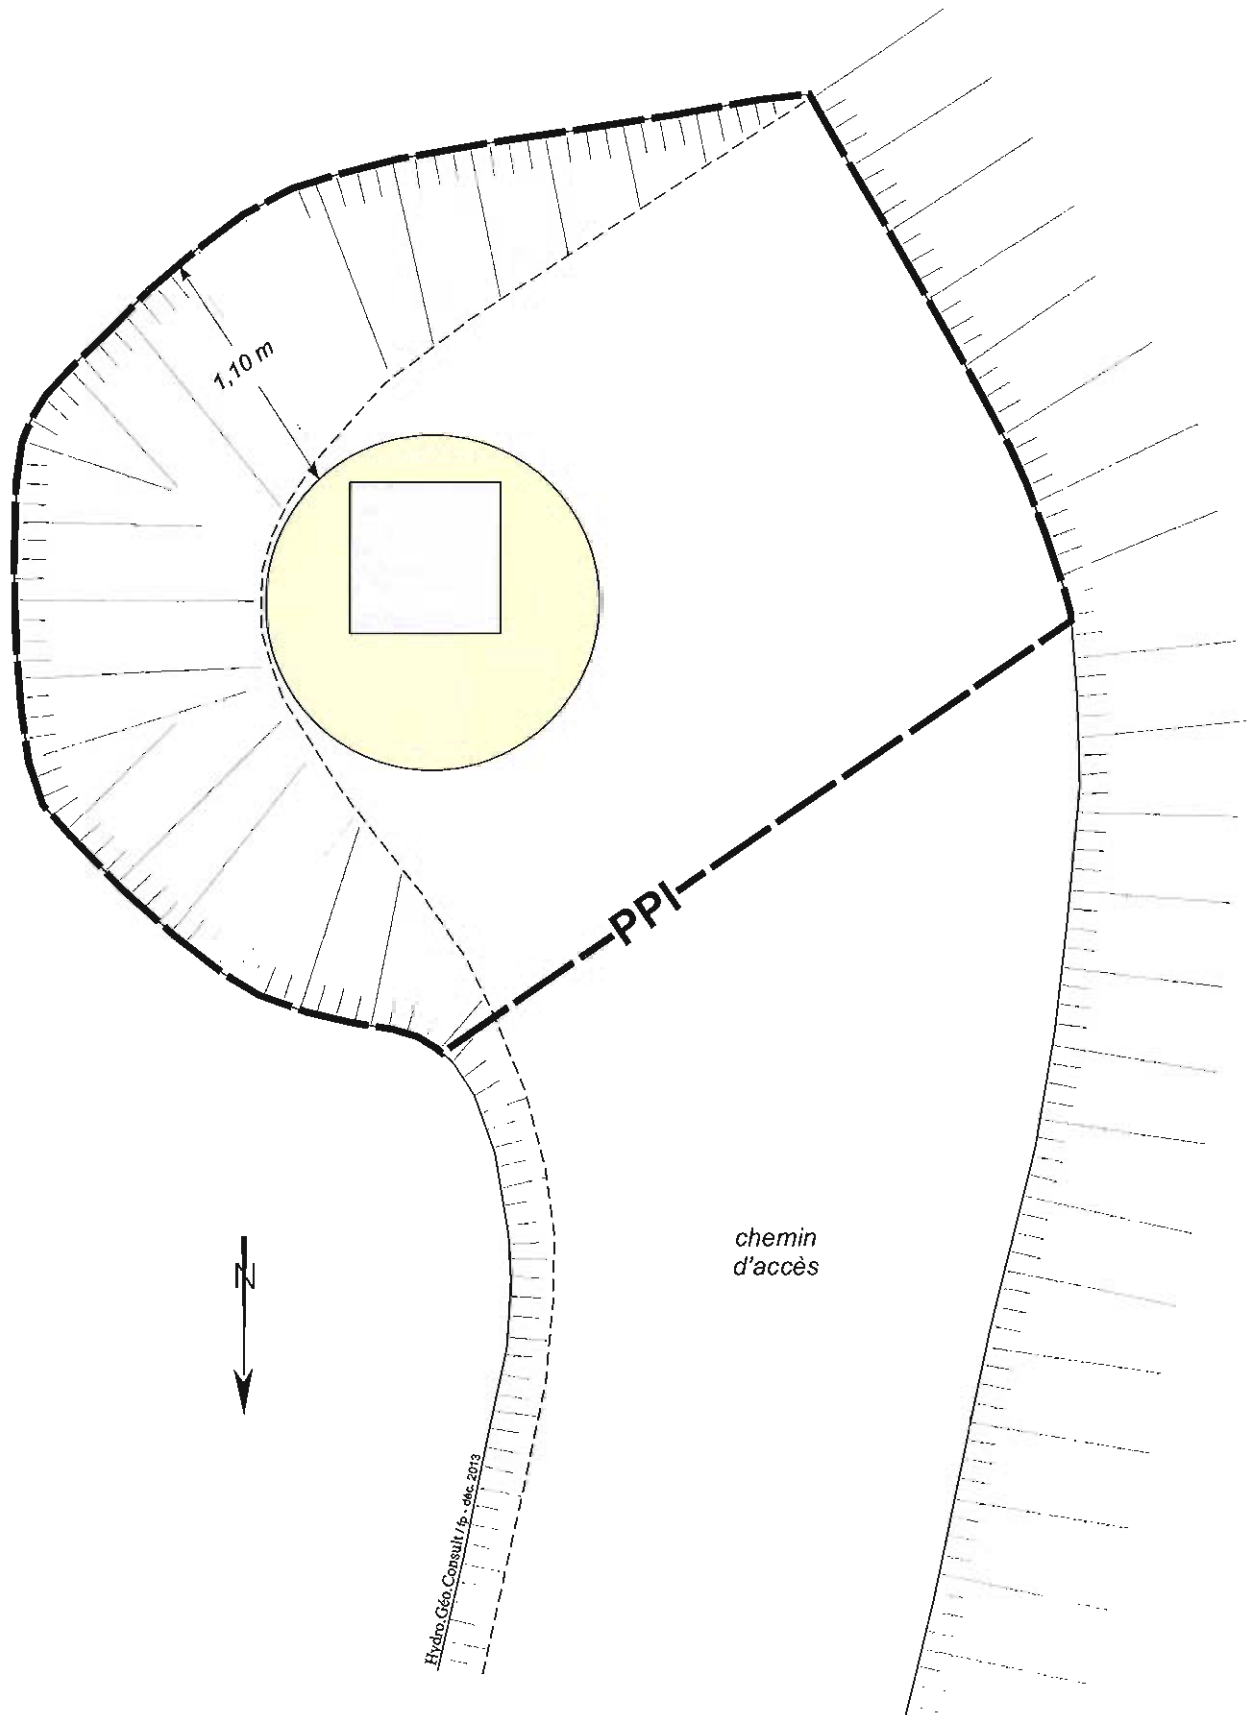 1,10 m
PPI
chemin
d'accès
N
Hydro.Géo.Consult / fp - déc. 2013